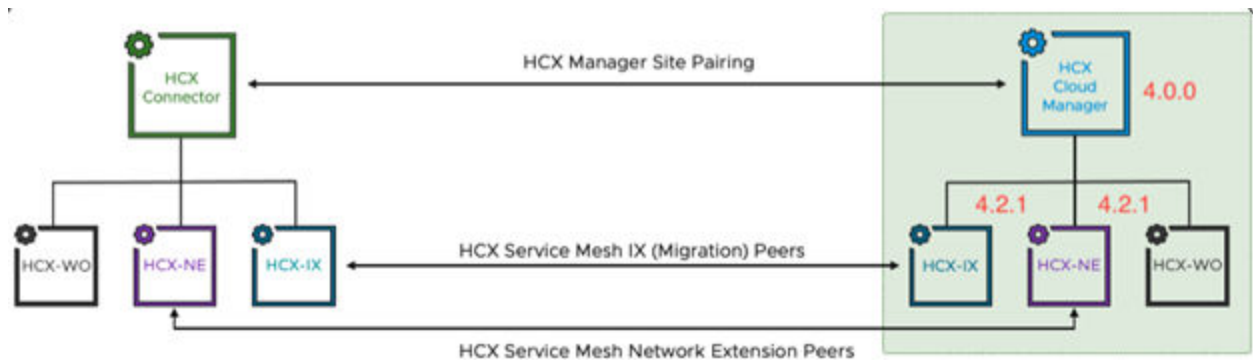 HCX Manager Site Pairing
HCX
Connector
HCX
Cloud
Manager
4.0.0
4.2.1
4.2.1
HCX-WO
HCX-NE
HCX-IX
HCX Service Mesh IX (Migration) Peers
HCX-IX
HCX-NE
HCX-WO
HCX Service Mesh Network Extension Peers